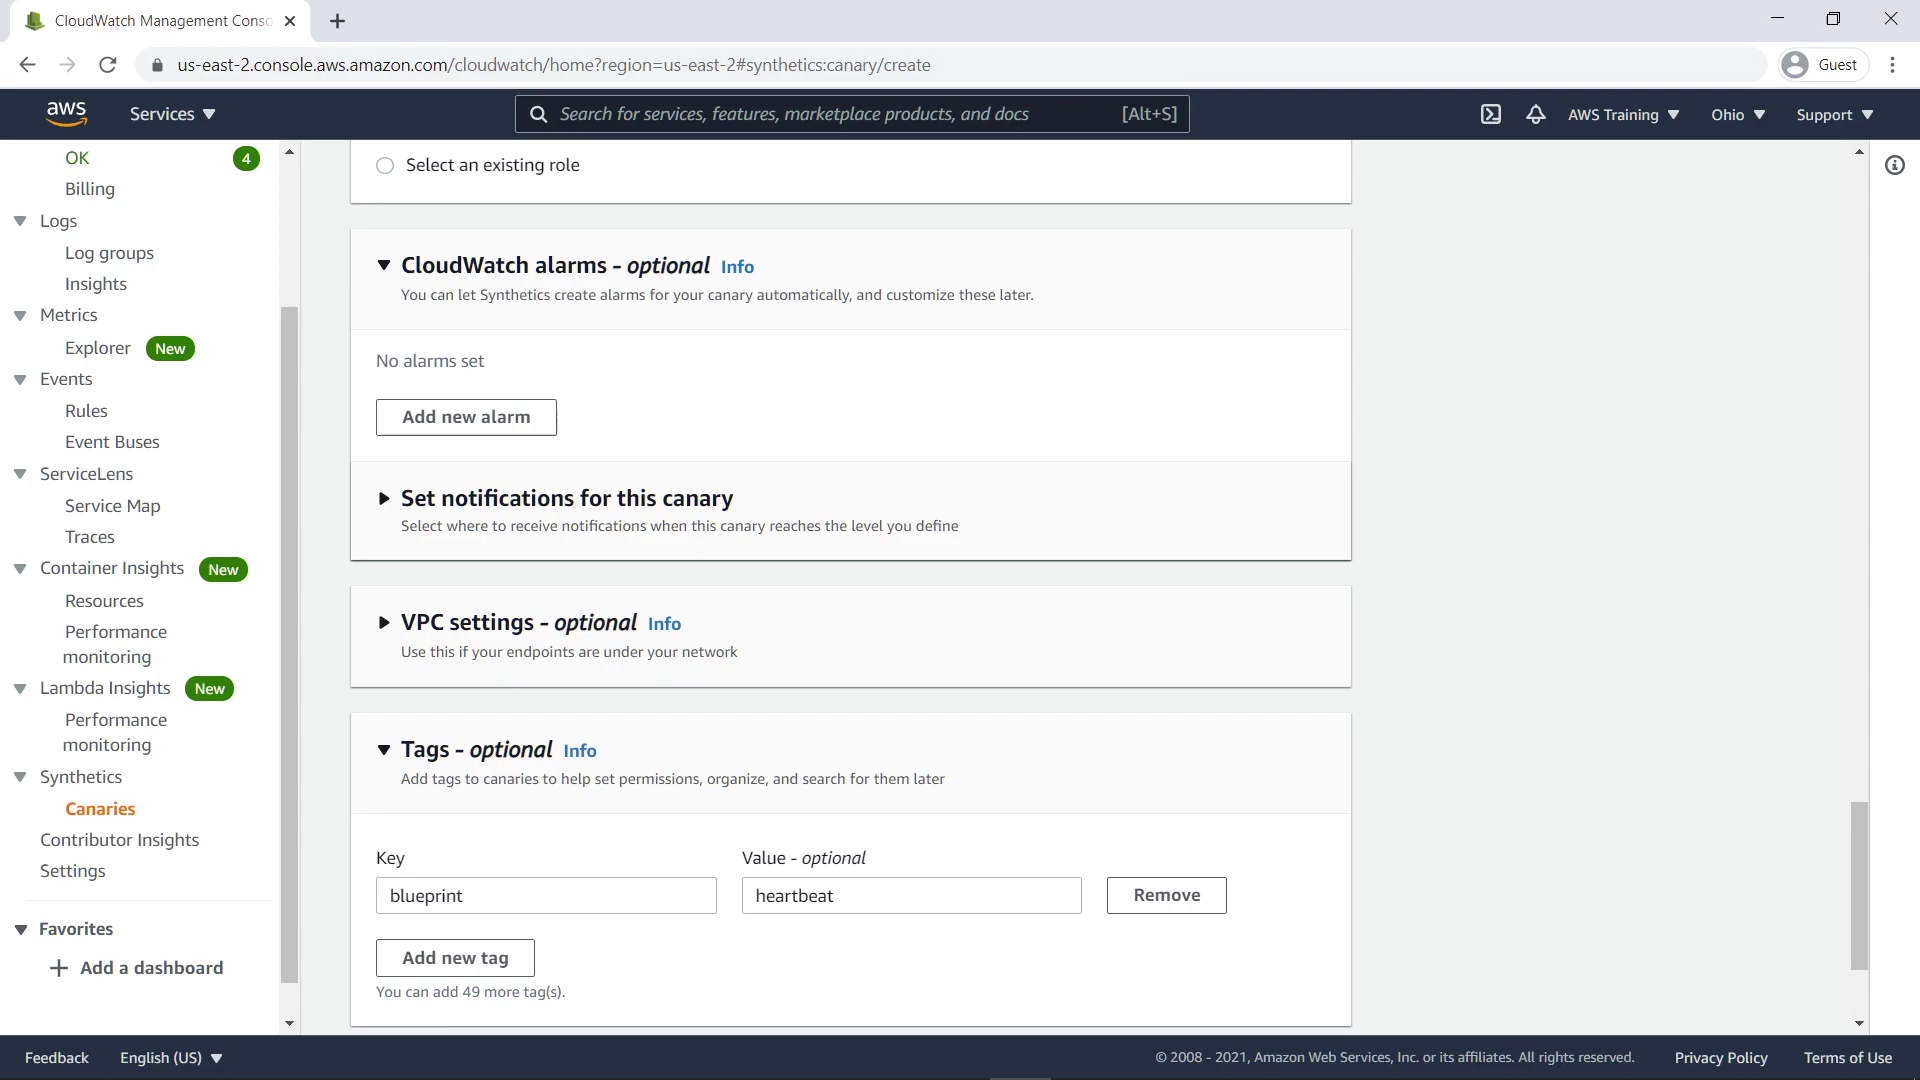 CloudWatch Management Conso
us-east-2.console.aws.amazon.com/cloudwatch/home?region=us-east-2#synthetics:canary/create
Guest
aws
Services
Search for services, features, marketplace products, and docs
[Alt+S]
AWS Training
Ohio
Support
OK
4
Billing
Logs
Log groups
Insights
Metrics
Explorer New
Events
Rules
Event Buses
ServiceLens
Service Map
Traces
Container Insights New
Resources
Performance
monitoring
Lambda Insights New
Performance
monitoring
Synthetics
Canaries
Contributor Insights
Settings
Favorites
Add a dashboard
Select an existing role
CloudWatch alarms - optional Info
You can let Synthetics create alarms for your canary automatically, and customize these later.
No alarms set
Add new alarm
Set notifications for this canary
Select where to receive notifications when this canary reaches the level you define
VPC settings - optional Info
Use this if your endpoints are under your network
Tags - optional Info
Add tags to canaries to help set permissions, organize, and search for them later
Key
Value - optional
blueprint
heartbeat
Remove
Add new tag
You can add 49 more tag(s).
Feedback
English (US)
© 2008 - 2021, Amazon Web Services, Inc. or its affiliates. All rights reserved.
Privacy Policy
Terms of Use